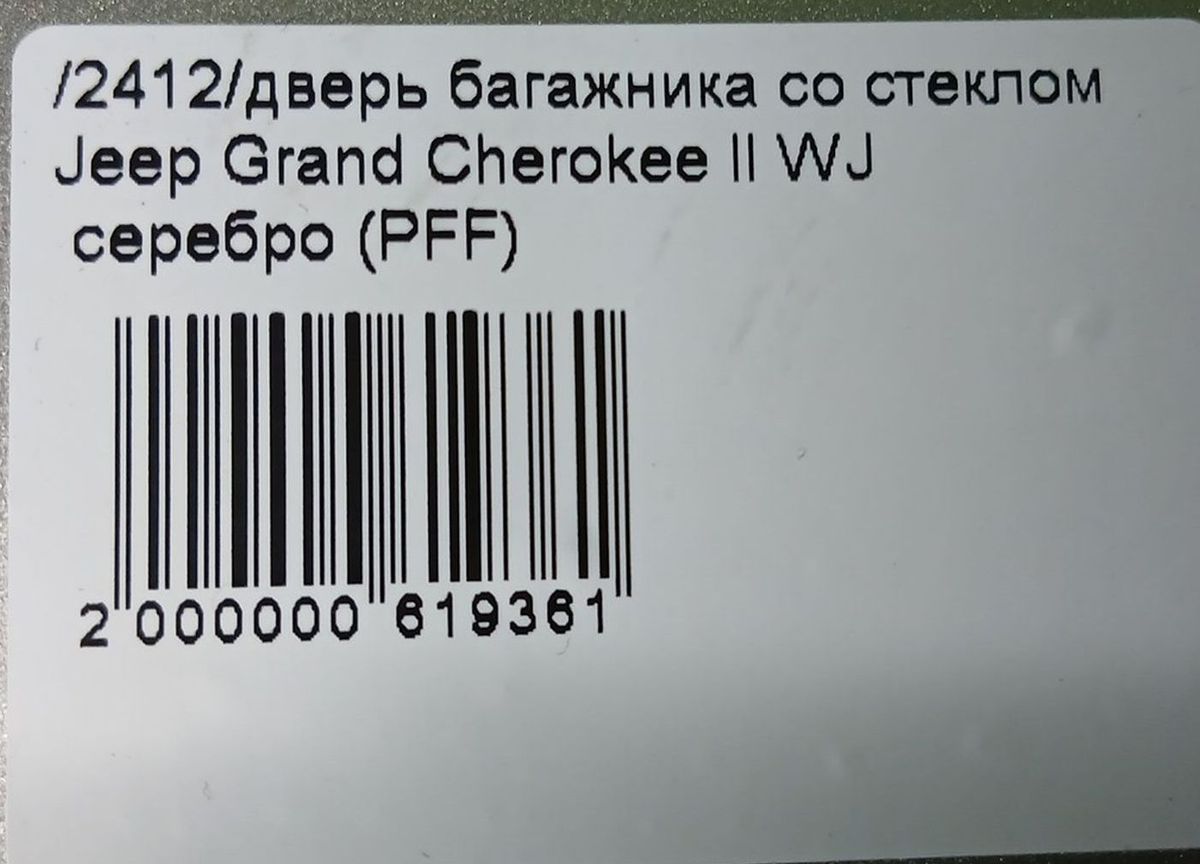 /2412/дверь багажника со стеклом
Jeep Grand Cherokee II WJ
серебро (PFF)
2 000000 619361